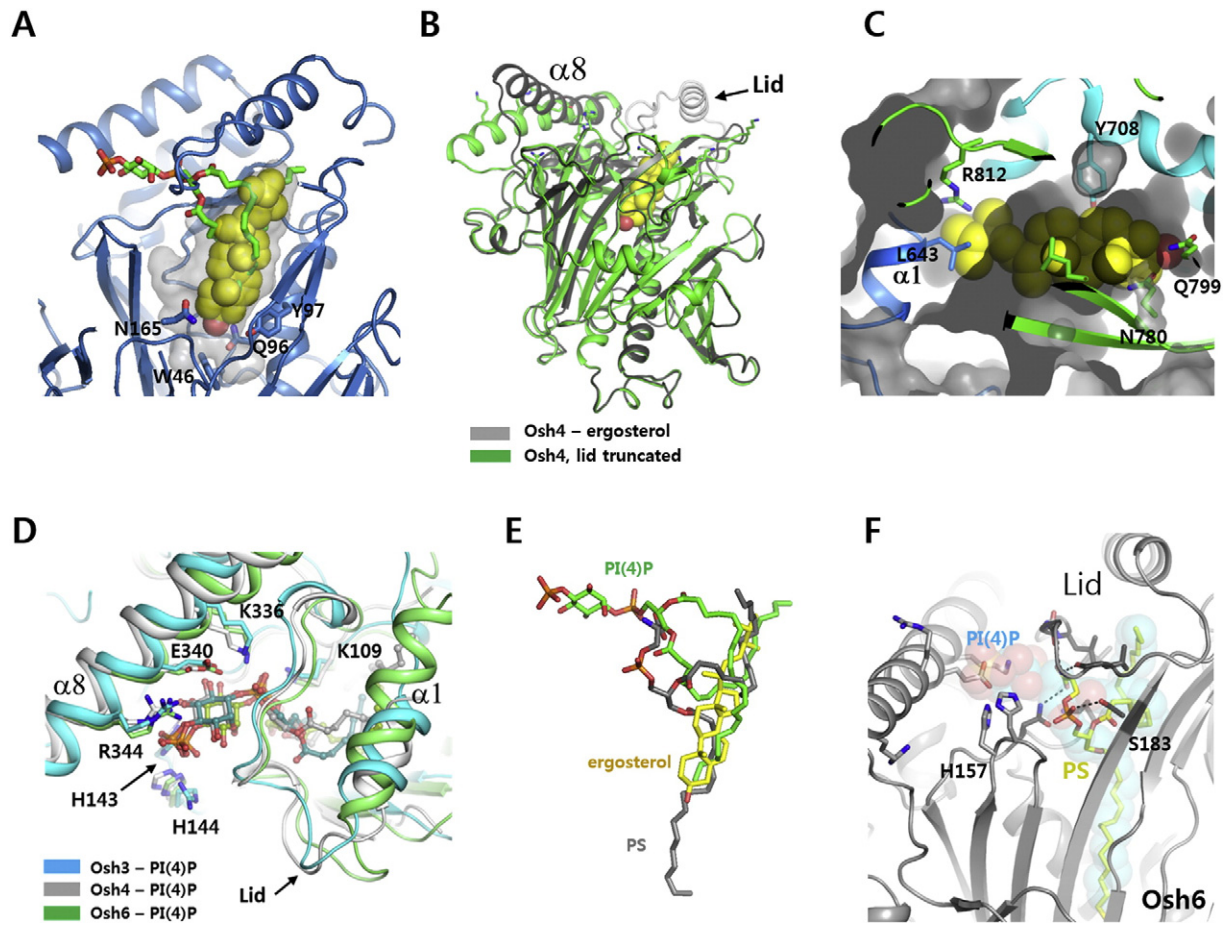 A
N165
W46
Q96
Y97
B
α8
Lid
Osh4 – ergosterol
Osh4, lid truncated
C
Y708
R812
L643
α1
Q799
N780
D
K336
E340
K109
α8
α1
R344
H143
H144
Lid
Osh3 – PI(4)P
Osh4 – PI(4)P
Osh6 – PI(4)P
E
PI(4)P
ergosterol
PS
F
Lid
PI(4)P
S183
H157
PS
Osh6